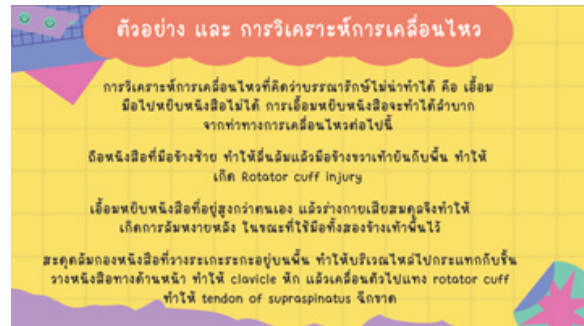 ตัวอย่าง และ การวิเคราะห์การเคลื่อนไหว
การวิเคราะห์การเคลื่อนไหวที่คิดว่าบรรณารักษ์ไม่น่าทำได้ คือ เอื้อม
มือไปหยิบหนังสือไม่ได้ การเอื้อมหยิบหนังสือจะทำได้ลำบาก
จากท่าทางการเคลื่อนไหวต่อไปนี้
ถือหนังสือที่มือข้างซ้าย ทำให้ลื่นล้มแล้วมือข้างขวาเท้ายันกับพื้น ทำให้
เกิด Rotator cuff injury
เอื้อมหยิบหนังสือที่อยู่สูงกว่าตนเอง แล้วร่างกายเสียสมดุลจึงทำให้
เกิดการล้มหงายหลัง ในขณะที่ใช้มือทั้งสองข้างเท้าพื้นไว้
สะดุดล้มกองหนังสือที่วางระเกะระกะอยู่บนพื้น ทำให้บริเวณไหล่ไปกระแทกกับชั้น
วางหนังสือทางด้านหน้า ทำให้ clavicle หัก แล้วเคลื่อนตัวไปแทง rotator cuff
ทำให้ tendon of supraspinatus ฉีกขาด